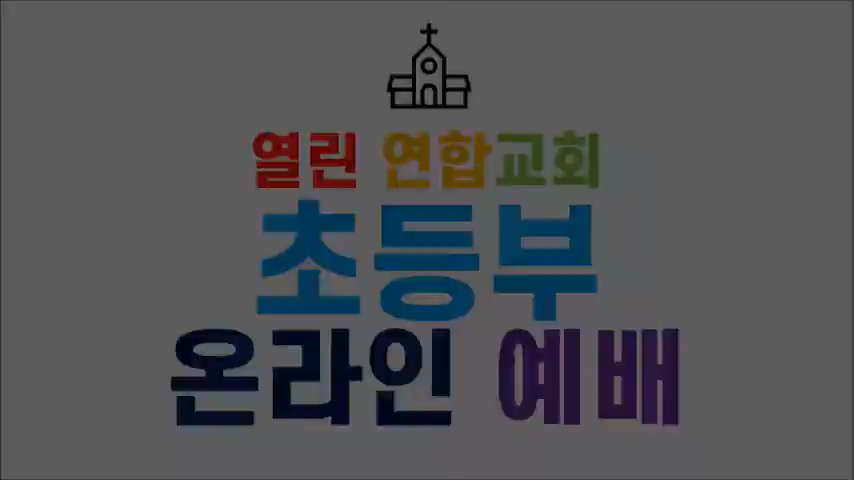 열린 연합교회
초등부
온라인 예배